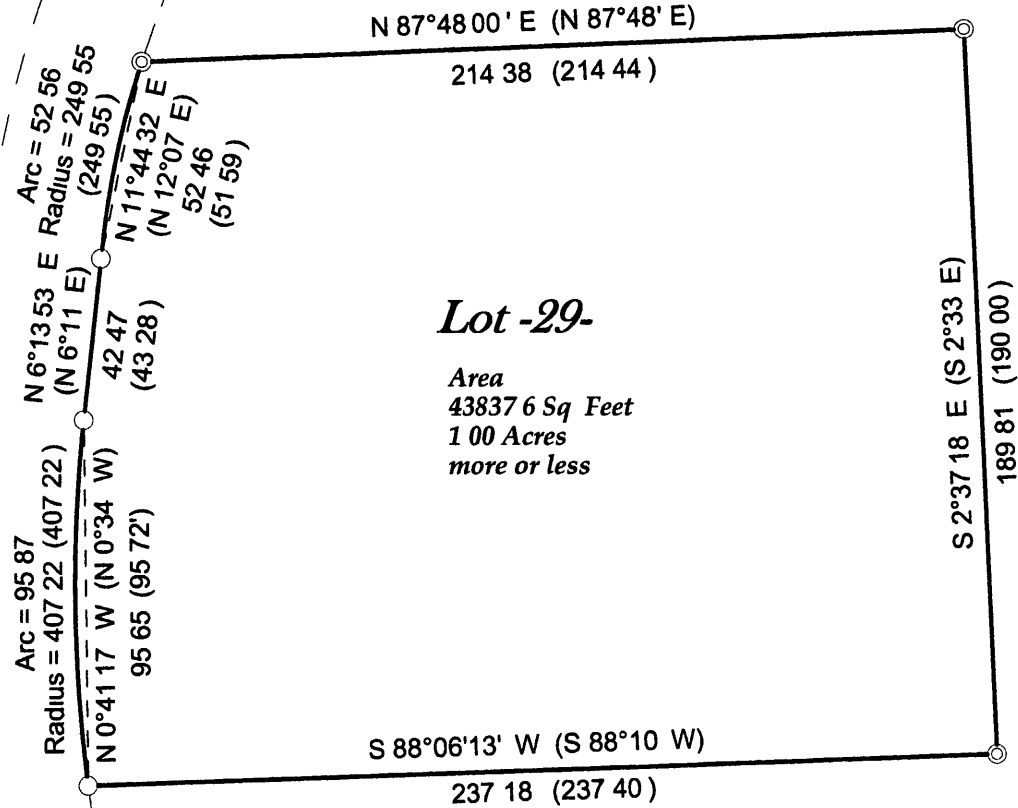 N 87°48 00' E (N 87°48' E)
214 38 (214 44 )
Arc = 52 56
Radius = 249 55
(249 55)
N 11°44 32 E
(N 12°07 E)
52 46
(51 59)
N 6°13 53 E
(N 6°11 E)
42 47
(43 28 )
Lot -29-
Area
43837 6 Sq Feet
1 00 Acres
more or less
S 2°37 18 E (S 2°33 E)
189 81 (190 00 )
Arc = 95 87
Radius = 407 22 (407 22 )
N 0°41 17 W (N 0°34 W)
95 65 (95 72')
S 88°06'13' W (S 88°10 W)
237 18 (237 40 )